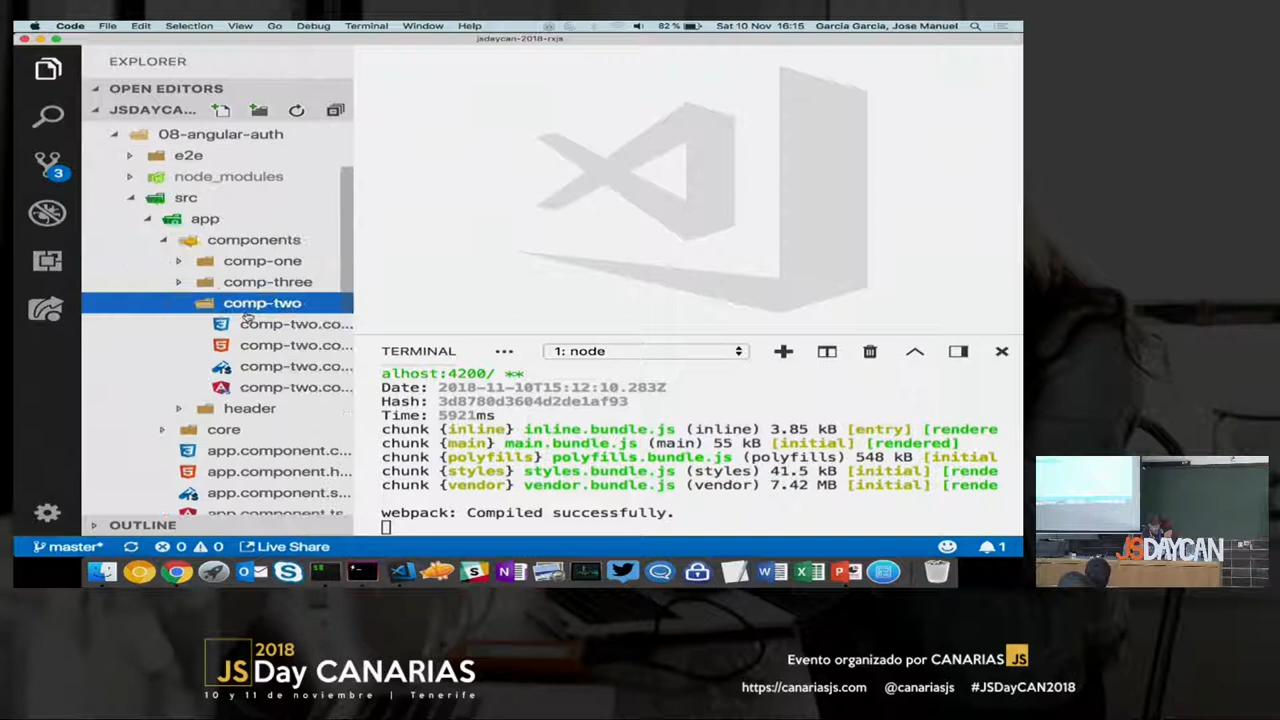 Code File Edit Selection View Go Debug Terminal Window Help 82 % Sat 10 Nov 16:15 Garcia Garcia, Jose Manuel
jsdaycan-2018-rxjs
EXPLORER
OPEN EDITORS
JSDAYCA...
08-angular-auth
e2e
node_modules
src
app
components
comp-one
comp-three
comp-two
comp-two.co...
comp-two.co...
comp-two.co...
comp-two.co...
header
core
app.component.c...
app.component.h...
app.component.s...
app.component.ts
OUTLINE
3
TERMINAL ... 1: node
alhost:4200/ **
Date: 2018-11-10T15:12:10.283Z
Hash: 3d8780d3604d2de1af93
Time: 5921ms
chunk {inline} inline.bundle.js (inline) 3.85 kB [entry] [rendere
chunk {main} main.bundle.js (main) 55 kB [initial] [rendered]
chunk {polyfills} polyfills.bundle.js (polyfills) 548 kB [initial
chunk {styles} styles.bundle.js (styles) 41.5 kB [initial] [rende
chunk {vendor} vendor.bundle.js (vendor) 7.42 MB [initial] [rende
webpack: Compiled successfully.
master* 0 0 Live Share 1
JSDAYCAN
2018
JSDay CANARIAS
10 y 11 de noviembre | Tenerife
Evento organizado por CANARIAS JS
https://canariasjs.com @canariasjs #JSDayCAN2018